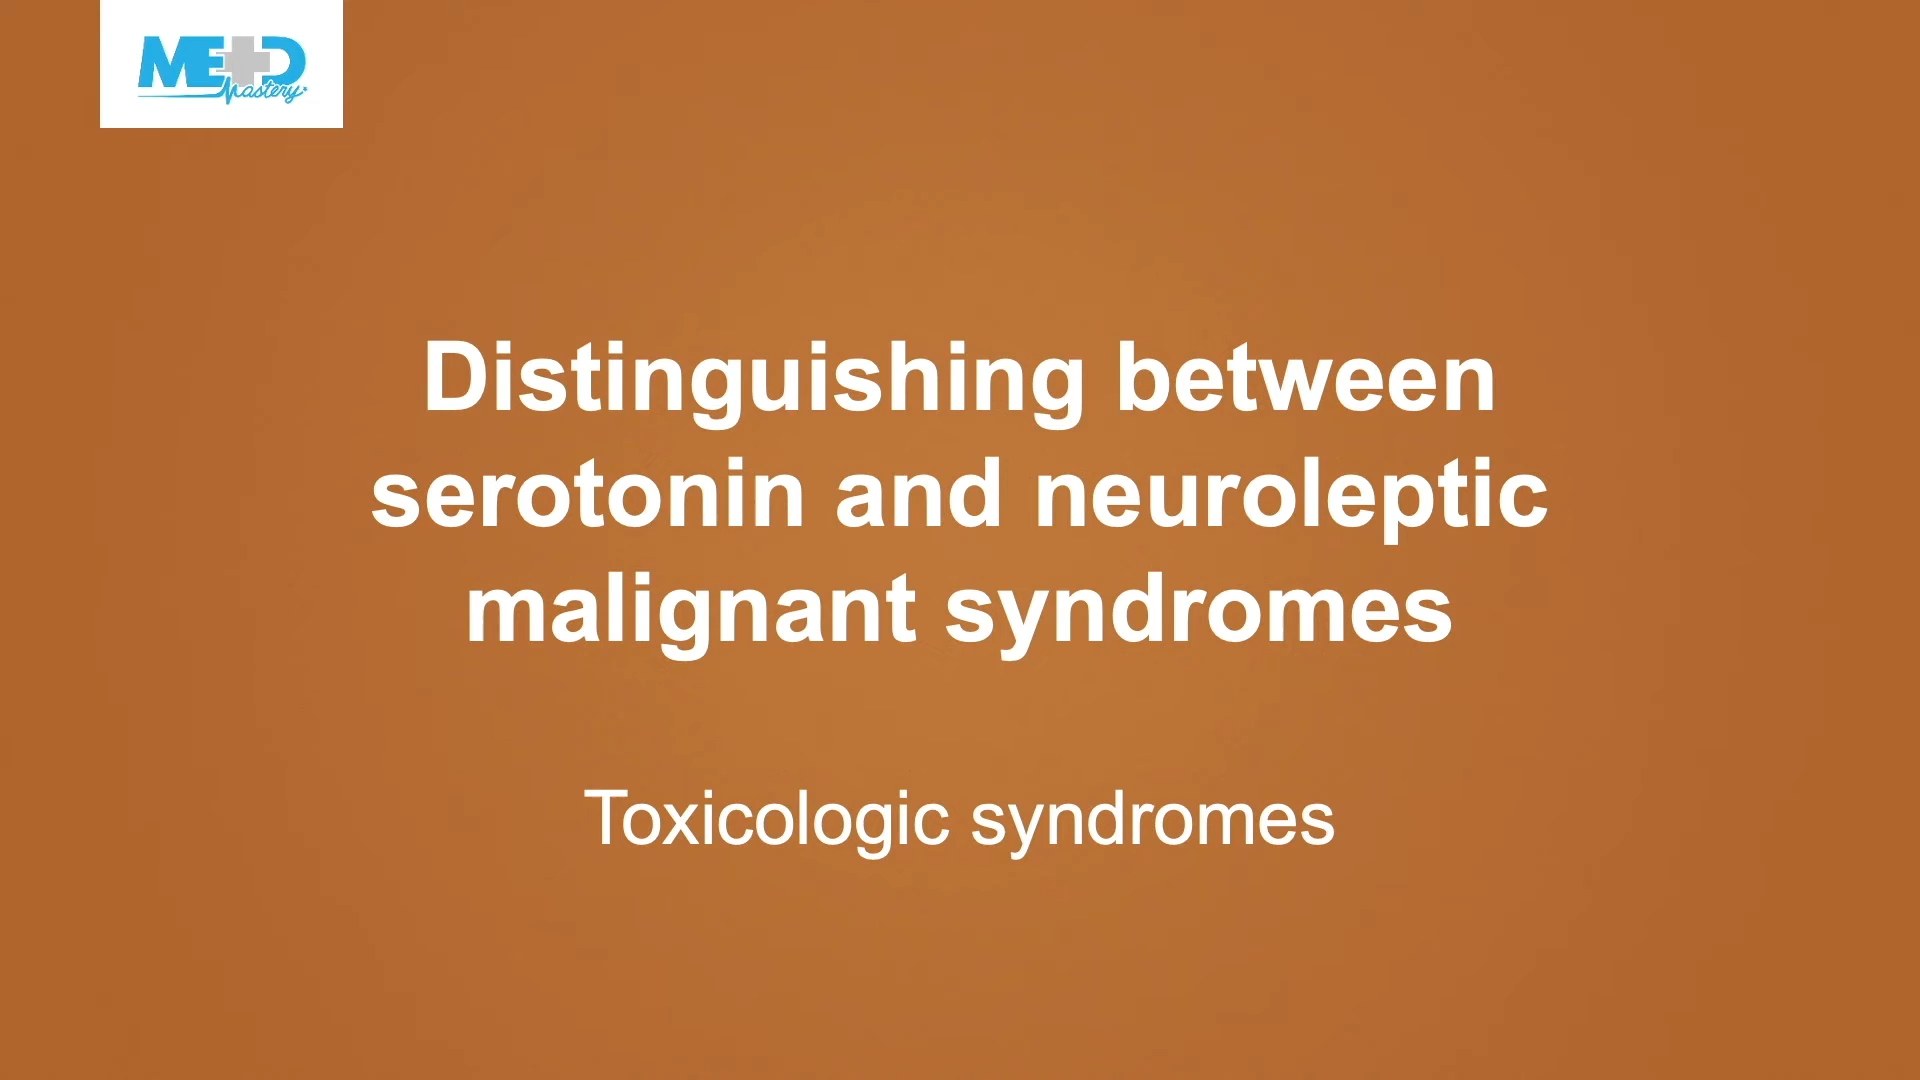 MED
Mastery
Distinguishing between
serotonin and neuroleptic
malignant syndromes
Toxicologic syndromes